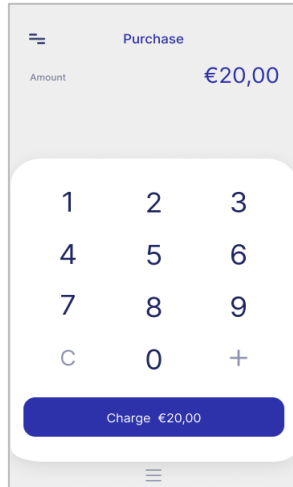 Purchase
Amount €20,00
1 2 3
4 5 6
7 8 9
C 0 +
Charge €20,00